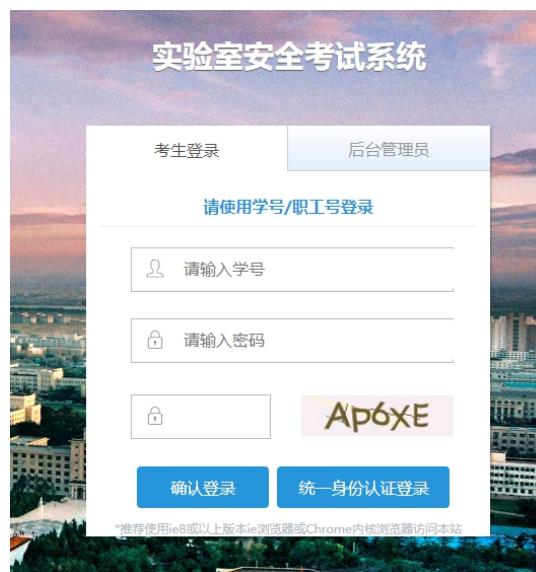 实验室安全考试系统
考生登录 后台管理员
请使用学号/职工号登录
请输入学号
请输入密码
Ap6XE
确认登录 统一身份认证登录
*推荐使用ie8或以上版本ie浏览器或Chrome内核浏览器访问本站